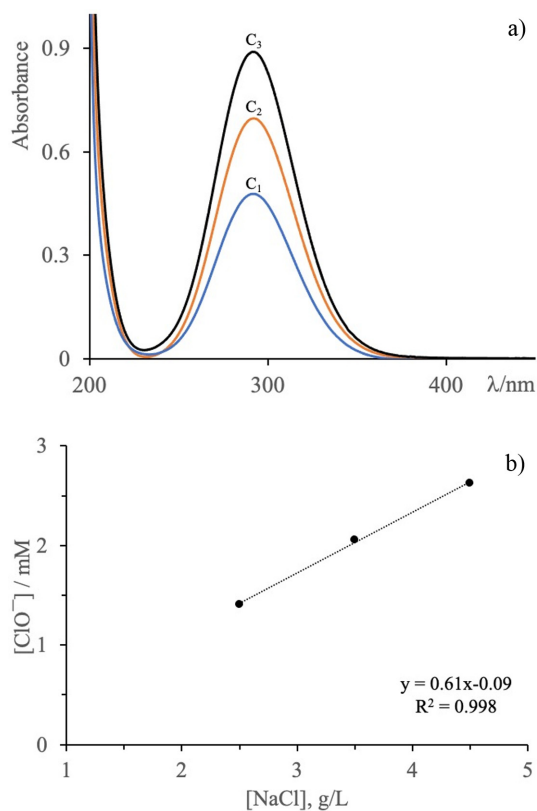 a)
Absorbance
0.9
0.6
0.3
0
C₃
C₂
C₁
200
300
400
λ/nm
b)
[ClO⁻] / mM
3
2
1
0
y = 0.61x-0.09
R² = 0.998
1
2
3
4
5
[NaCl], g/L